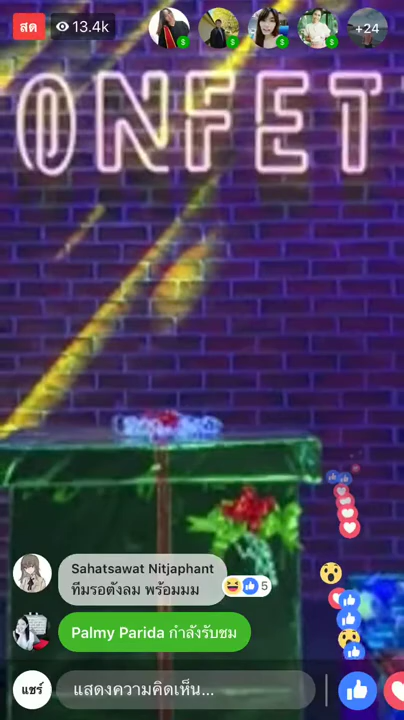 สด 13.4k
+24
ONFET
Sahatsawat Nitjaphant
ทีมรอตังลม พร้อมมม
5
Palmy Parida กำลังรับชม
แชร์ แสดงความคิดเห็น...